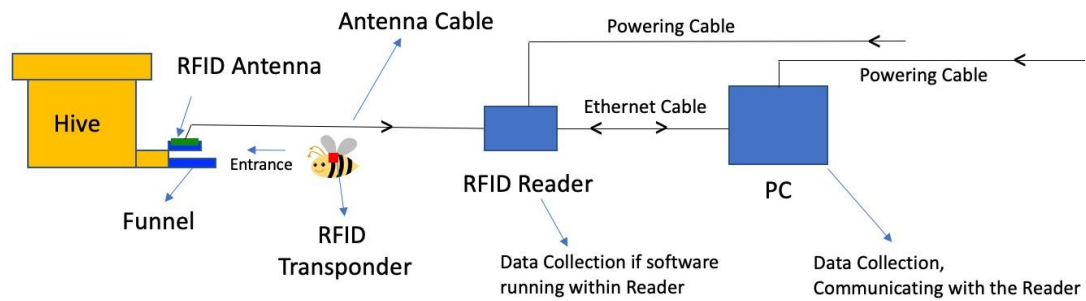 Antenna Cable
Powering Cable
RFID Antenna
Powering Cable
Ethernet Cable
Hive
Entrance
RFID Reader
PC
Funnel
RFID
Transponder
Data Collection if software
running within Reader
Data Collection,
Communicating with the Reader